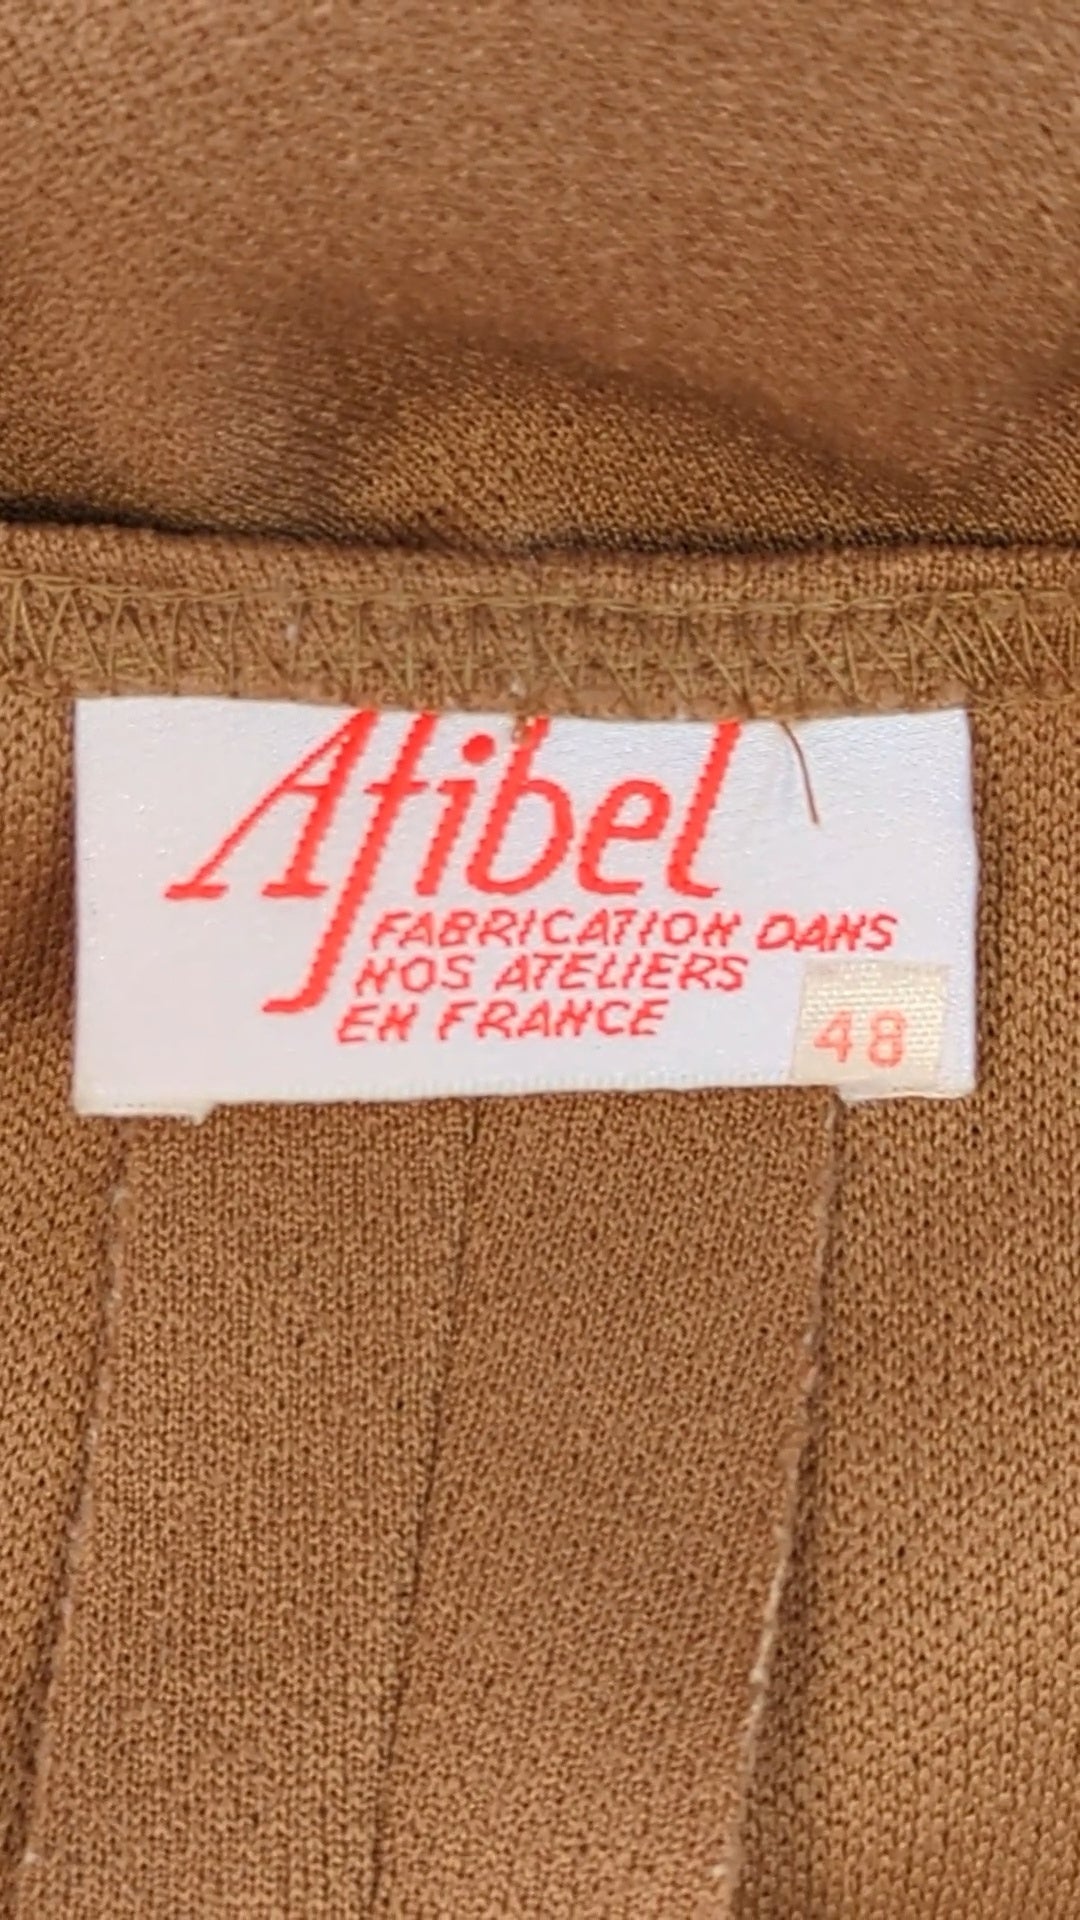 Afibel
FABRICATION DANS
NOS ATELIERS
EN FRANCE
48